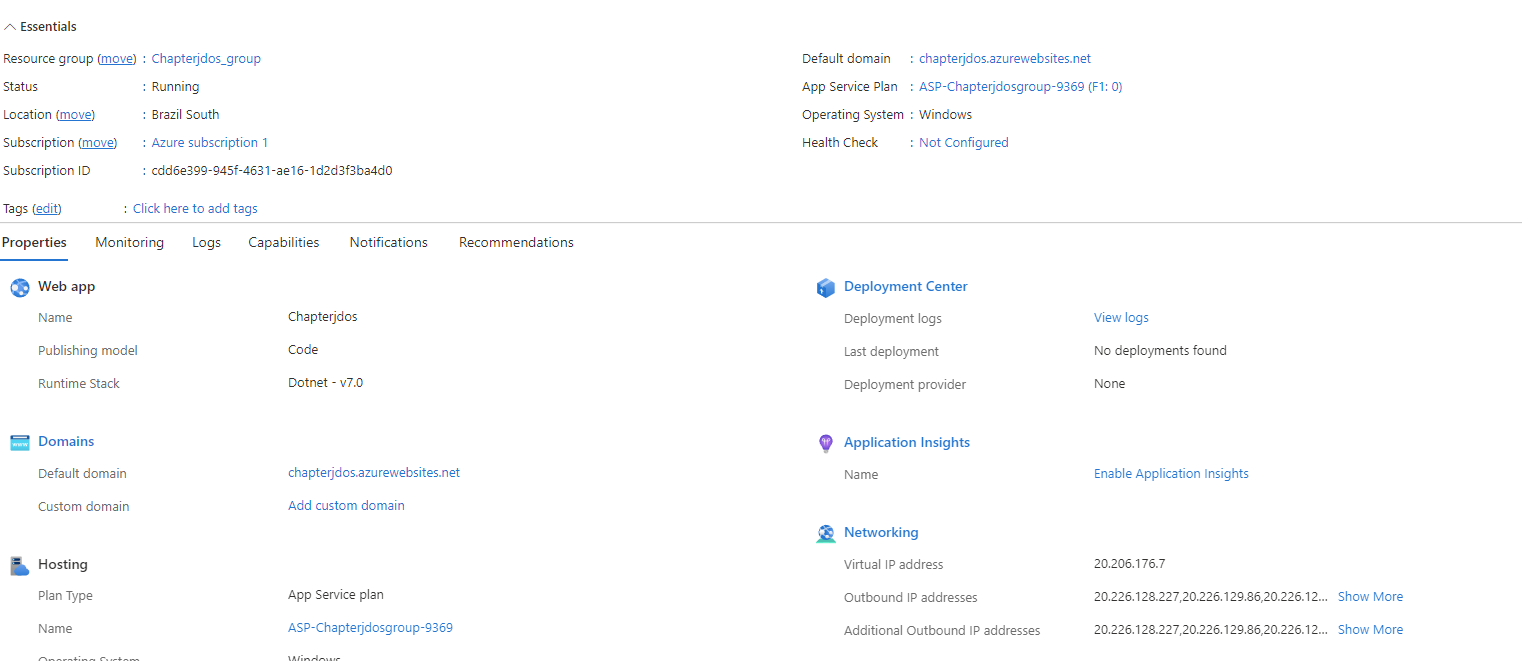 Essentials
Resource group (move) : Chapterjdos_group
Status : Running
Location (move) : Brazil South
Subscription (move) : Azure subscription 1
Subscription ID : cdd6e399-945f-4631-ae16-1d2d3f3ba4d0
Default domain : chapterjdos.azurewebsites.net
App Service Plan : ASP-Chapterjdosgroup-9369 (F1: 0)
Operating System : Windows
Health Check : Not Configured
Tags (edit) : Click here to add tags
Properties Monitoring Logs Capabilities Notifications Recommendations
Web app
Name Chapterjdos
Publishing model Code
Runtime Stack Dotnet - v7.0
Domains
Default domain chapterjdos.azurewebsites.net
Custom domain Add custom domain
Hosting
Plan Type App Service plan
Name ASP-Chapterjdosgroup-9369
Operating System Windows
Deployment Center
Deployment logs View logs
Last deployment No deployments found
Deployment provider None
Application Insights
Name Enable Application Insights
Networking
Virtual IP address 20.206.176.7
Outbound IP addresses 20.226.128.227,20.226.129.86,20.226.12... Show More
Additional Outbound IP addresses 20.226.128.227,20.226.129.86,20.226.12... Show More